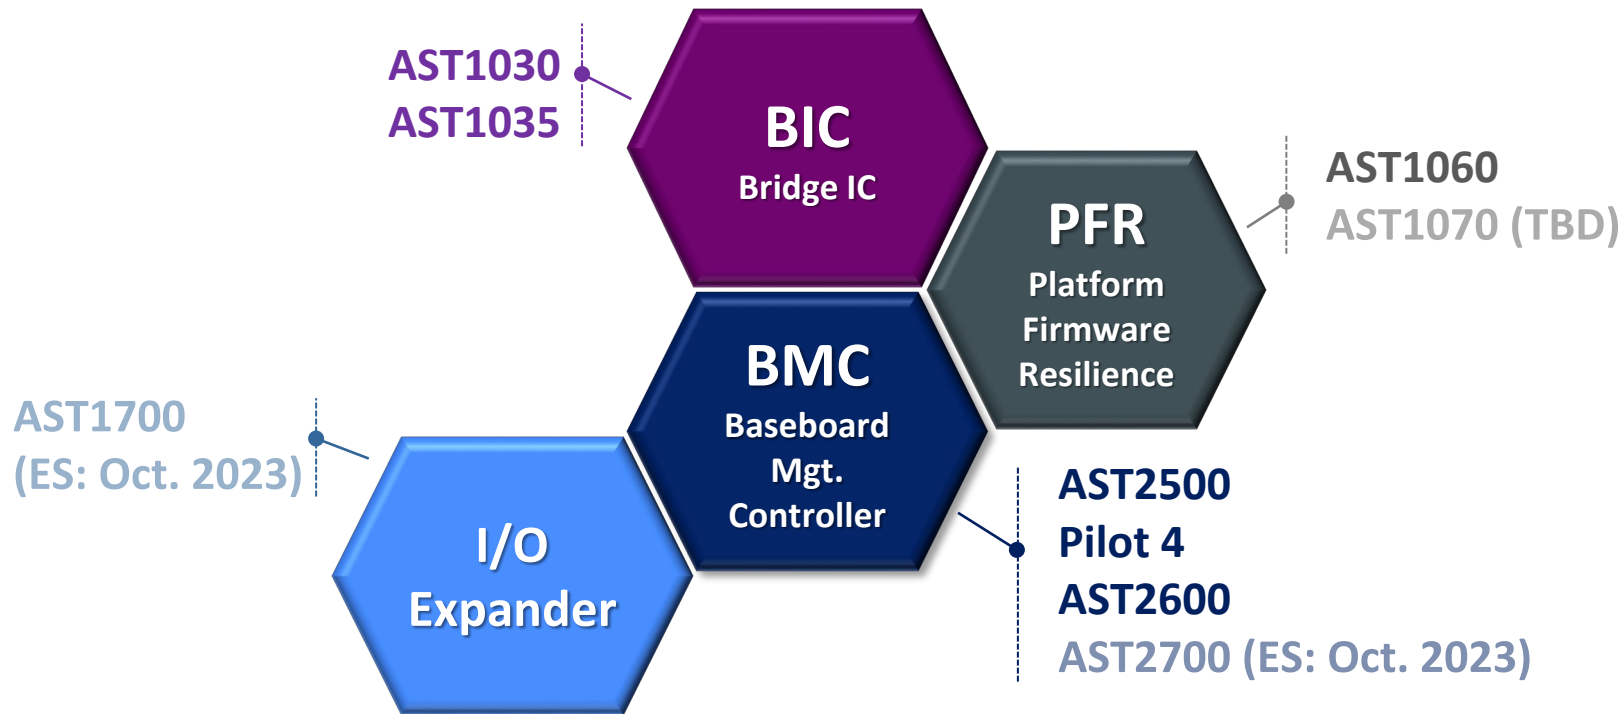 AST1030
AST1035
BIC
Bridge IC
PFR
Platform
Firmware
Resilience
AST1060
AST1070 (TBD)
BMC
Baseboard
Mgt.
Controller
AST1700
(ES: Oct. 2023)
I/O
Expander
AST2500
Pilot 4
AST2600
AST2700 (ES: Oct. 2023)